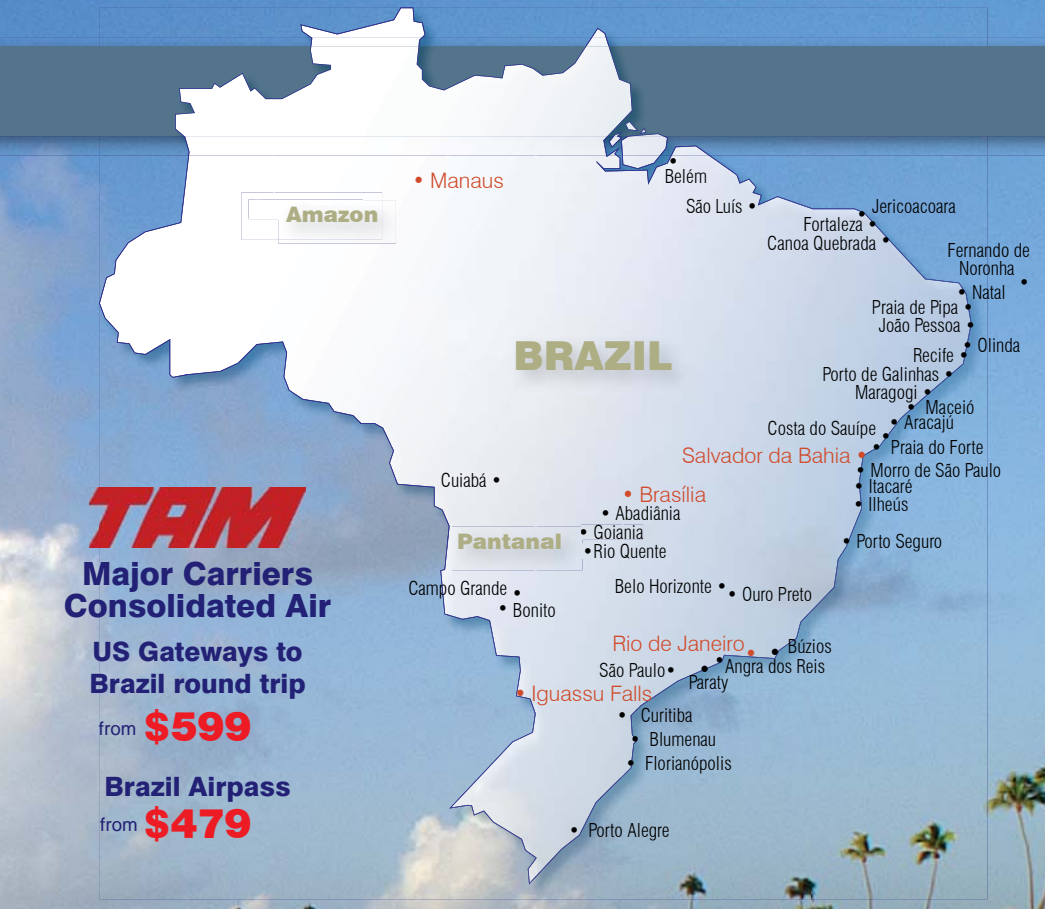 Manaus
Amazon
Belém
São Luís
Jericoacoara
Fortaleza
Canoa Quebrada
Fernando de
Noronha
Natal
Praia de Pipa
João Pessoa
BRAZIL
Olinda
Recife
Porto de Galinhas
Maragogi
Maceió
Aracajú
Costa do Sauípe
Praia do Forte
Salvador da Bahia
Morro de São Paulo
Cuiabá
Itacaré
Brasília
Ilheús
Abadiânia
Goiania
Pantanal
Porto Seguro
Rio Quente
Campo Grande
Belo Horizonte
Ouro Preto
Bonito
Rio de Janeiro
Búzios
São Paulo
Angra dos Reis
Paraty
Iguassu Falls
Curitiba
Blumenau
Florianópolis
Porto Alegre
TAM
Major Carriers
Consolidated Air
US Gateways to
Brazil round trip
from $599
Brazil Airpass
from $479